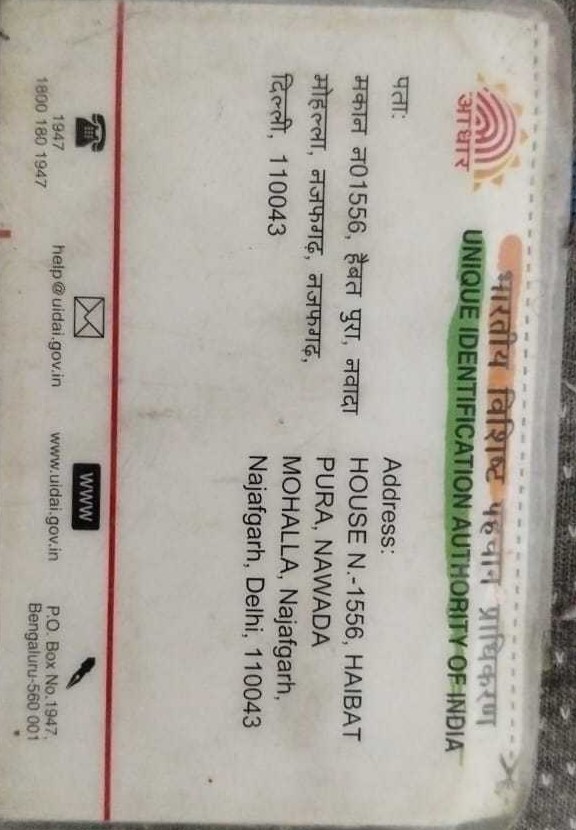 आधार
भारतीय विशिष्ट पहचान प्राधिकरण
UNIQUE IDENTIFICATION AUTHORITY OF INDIA
पता:
मकान न01556, हैबत पुरा, नवादा
मोहल्ला, नजफगढ़, नजफगढ़,
दिल्ली, 110043
Address:
HOUSE N.-1556, HAIBAT
PURA, NAWADA
MOHALLA, Najafgarh,
Najafgarh, Delhi, 110043
1947
1800 180 1947
help@uidai.gov.in
www
www.uidai.gov.in
P.O. Box No.1947,
Bengaluru-560 001